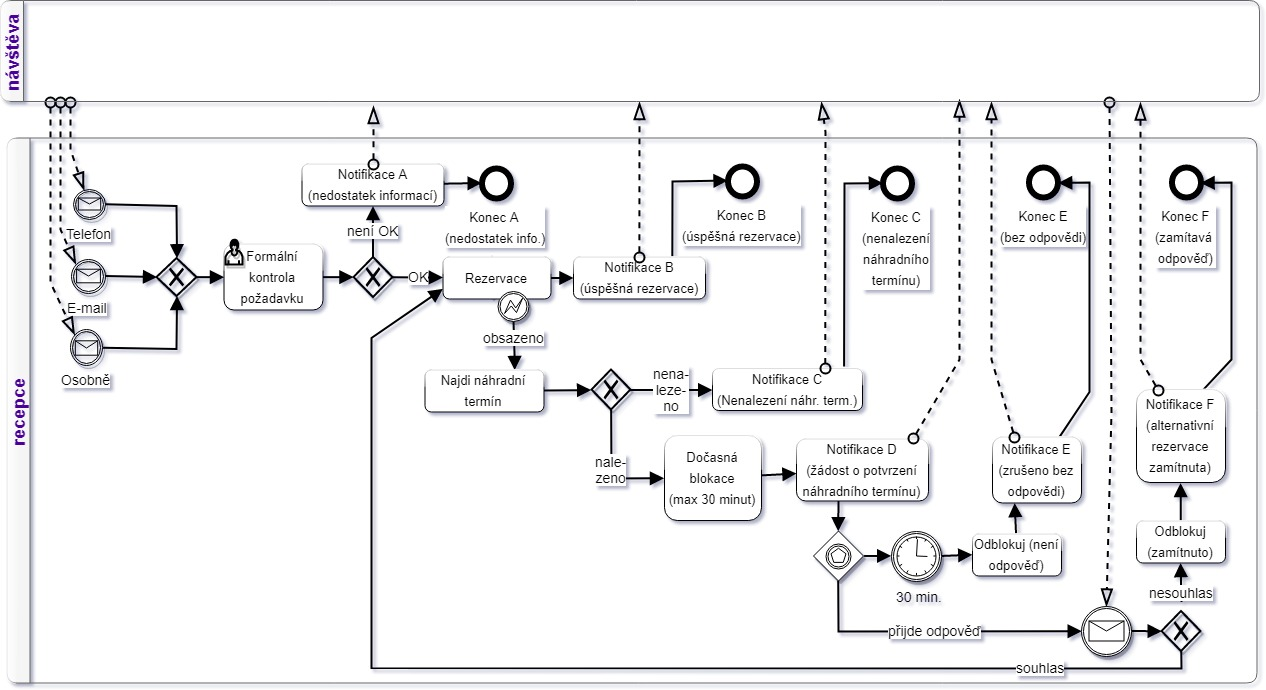 návštěva
recepce
Telefon
E-mail
Osobně
Formální
kontrola
požadavku
Notifikace A
(nedostatek informací)
není OK
OK
Konec A
(nedostatek info.)
Rezervace
obsazeno
Notifikace B
(úspěšná rezervace)
Konec B
(úspěšná rezervace)
Konec C
(nenalezení
náhradního
termínu)
Konec E
(bez odpovědi)
Konec F
(zamítavá
odpověď)
Najdi náhradní
termín
nena-
leze-
no
Notifikace C
(Nenalezení náhr. term.)
nale-
zeno
Dočasná
blokace
(max 30 minut)
Notifikace D
(žádost o potvrzení
náhradního termínu)
30 min.
Odblokuj (není
odpověď)
Notifikace E
(zrušeno bez
odpovědi)
Notifikace F
(alternativní
rezervace
zamítnuta)
Odblokuj
(zamítnuto)
nesouhlas
přijde odpověď
souhlas